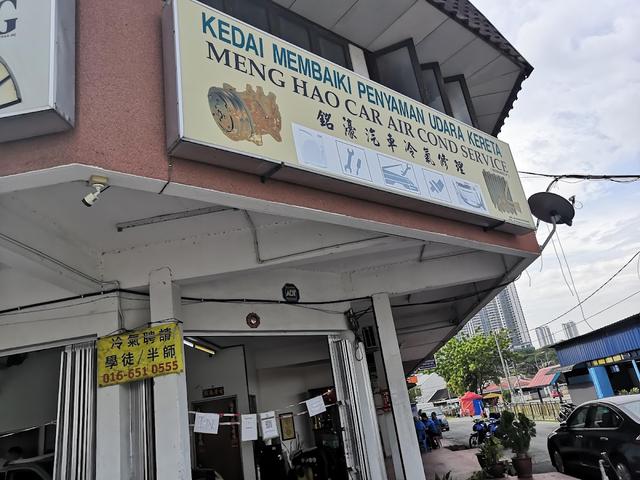 KEDAI MEMBAIKI PENYAMAN UDARA KERETA
MENG HAO CAR AIR COND SERVICE
銘濠汽車冷氣修理
冷气聘請
學徒/半師
016-651 0555